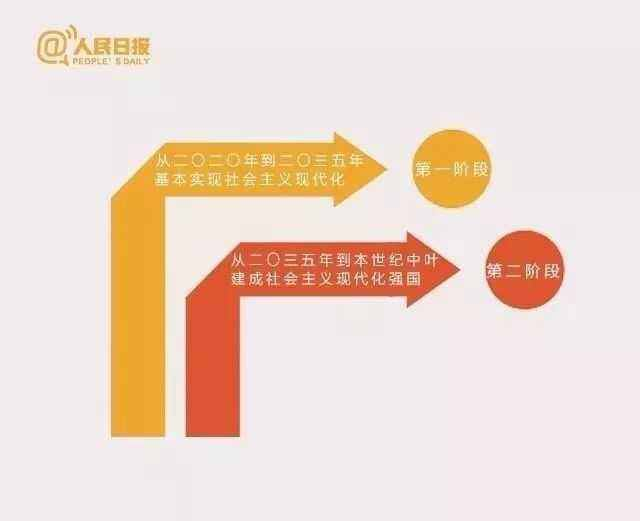 @人民日报
PEOPLE'S DAILY
从二〇二〇年到二〇三五年
基本实现社会主义现代化
第一阶段
从二〇三五年到本世纪中叶
建成社会主义现代化强国
第二阶段